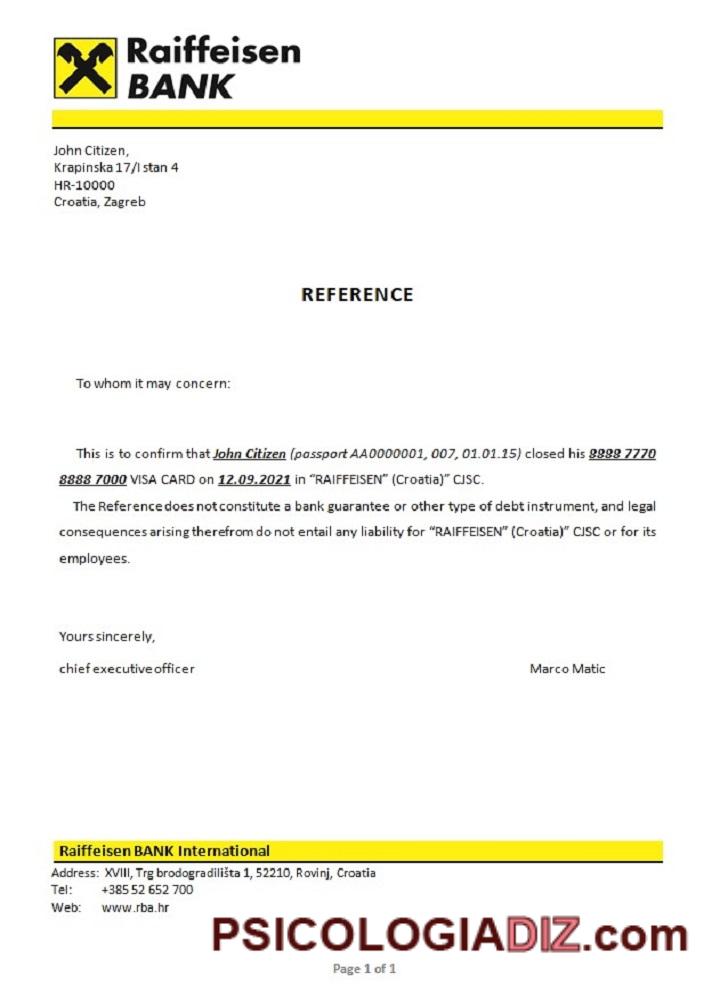 Raiffeisen
BANK
John Citizen,
Krapinska 17/I stan 4
HR-10000
Croatia, Zagreb
REFERENCE
To whom it may concern:
This is to confirm that John Citizen (passport AA0000001, 007, 01.01.15) closed his 8888 7770
8888 7000 VISA CARD on 12.09.2021 in “RAIFFEISEN” (Croatia)” CJSC.
The Reference does not constitute a bank guarantee or other type of debt instrument, and legal
consequences arising therefrom do not entail any liability for “RAIFFEISEN” (Croatia)” CJSC or for its
employees.
Yours sincerely,
chief executive officer Marco Matic
Raiffeisen BANK International
Address: XVIII, Trg brodogradilišta 1, 52210, Rovinj, Croatia
Tel: +385 52 652 700
Web: www.rba.hr
PSICOLOGIADIZ.com
Page 1 of 1